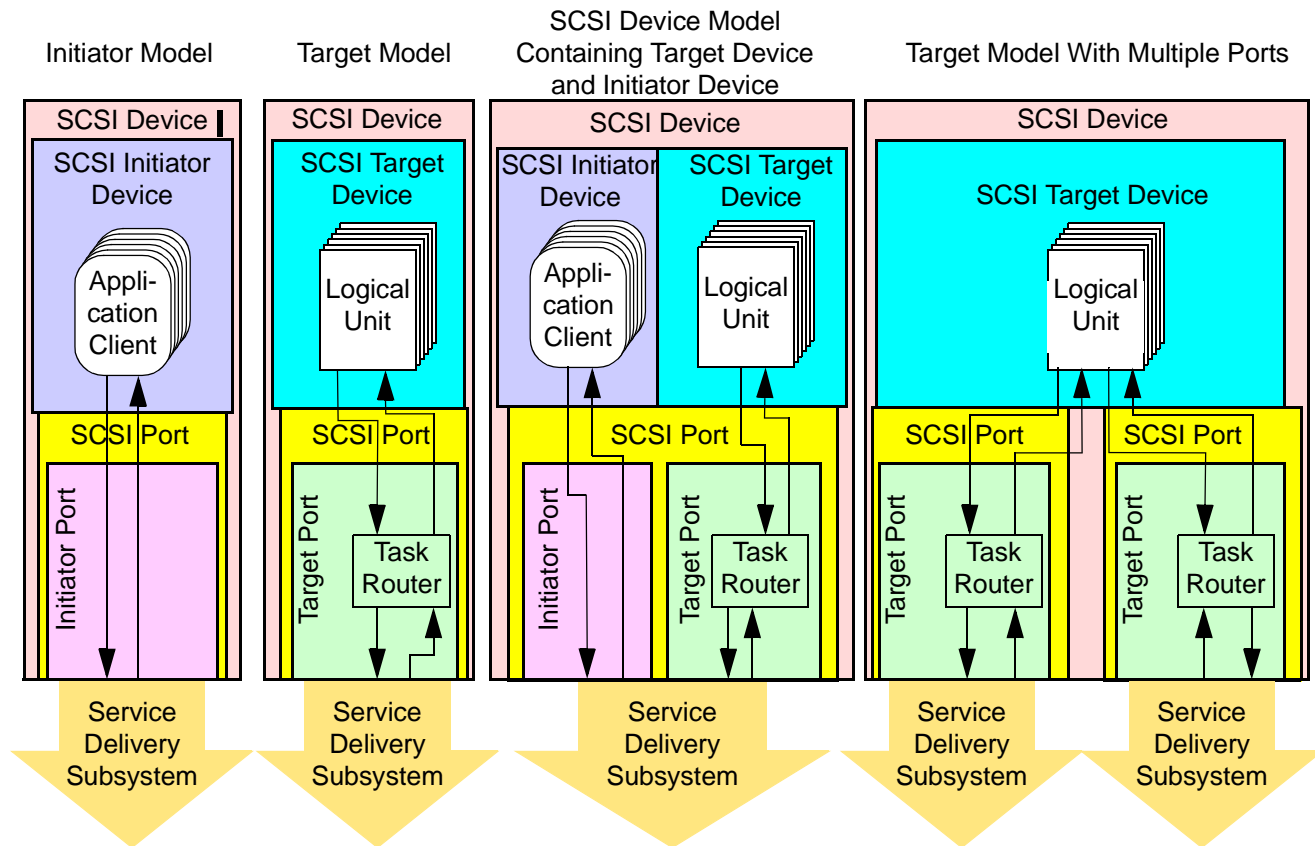 Initiator Model
Target Model
SCSI Device Model
Containing Target Device
and Initiator Device
Target Model With Multiple Ports
SCSI Device
SCSI Initiator
Device
Appli-
cation
Client
SCSI Port
Initiator Port
Service
Delivery
Subsystem
SCSI Device
SCSI Target
Device
Logical
Unit
SCSI Port
Target Port
Task
Router
Service
Delivery
Subsystem
SCSI Device
SCSI Initiator
Device
Appli-
cation
Client
SCSI Target
Device
Logical
Unit
SCSI Port
Initiator Port
Target Port
Task
Router
Service
Delivery
Subsystem
SCSI Device
SCSI Target Device
Logical
Unit
SCSI Port
Target Port
Task
Router
Service
Delivery
Subsystem
SCSI Port
Target Port
Task
Router
Service
Delivery
Subsystem